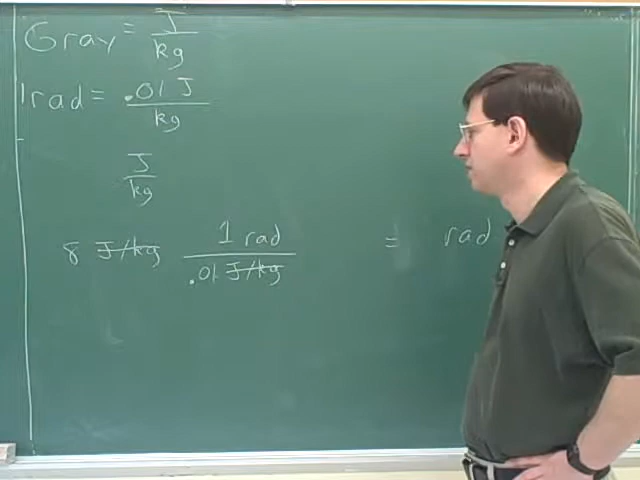 Gray = J/kg
1 rad = .01 J/kg
J/kg
8 J/kg 1 rad/.01 J/kg = rad